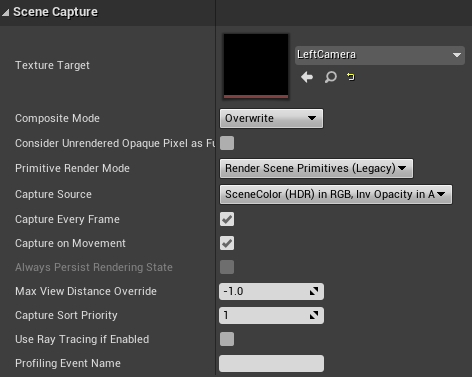 Scene Capture
Texture Target
LeftCamera
Composite Mode
Overwrite
Consider Unrendered Opaque Pixel as Fu
Primitive Render Mode
Render Scene Primitives (Legacy)
Capture Source
SceneColor (HDR) in RGB, Inv Opacity in A
Capture Every Frame
Capture on Movement
Always Persist Rendering State
Max View Distance Override
-1.0
Capture Sort Priority
1
Use Ray Tracing if Enabled
Profiling Event Name